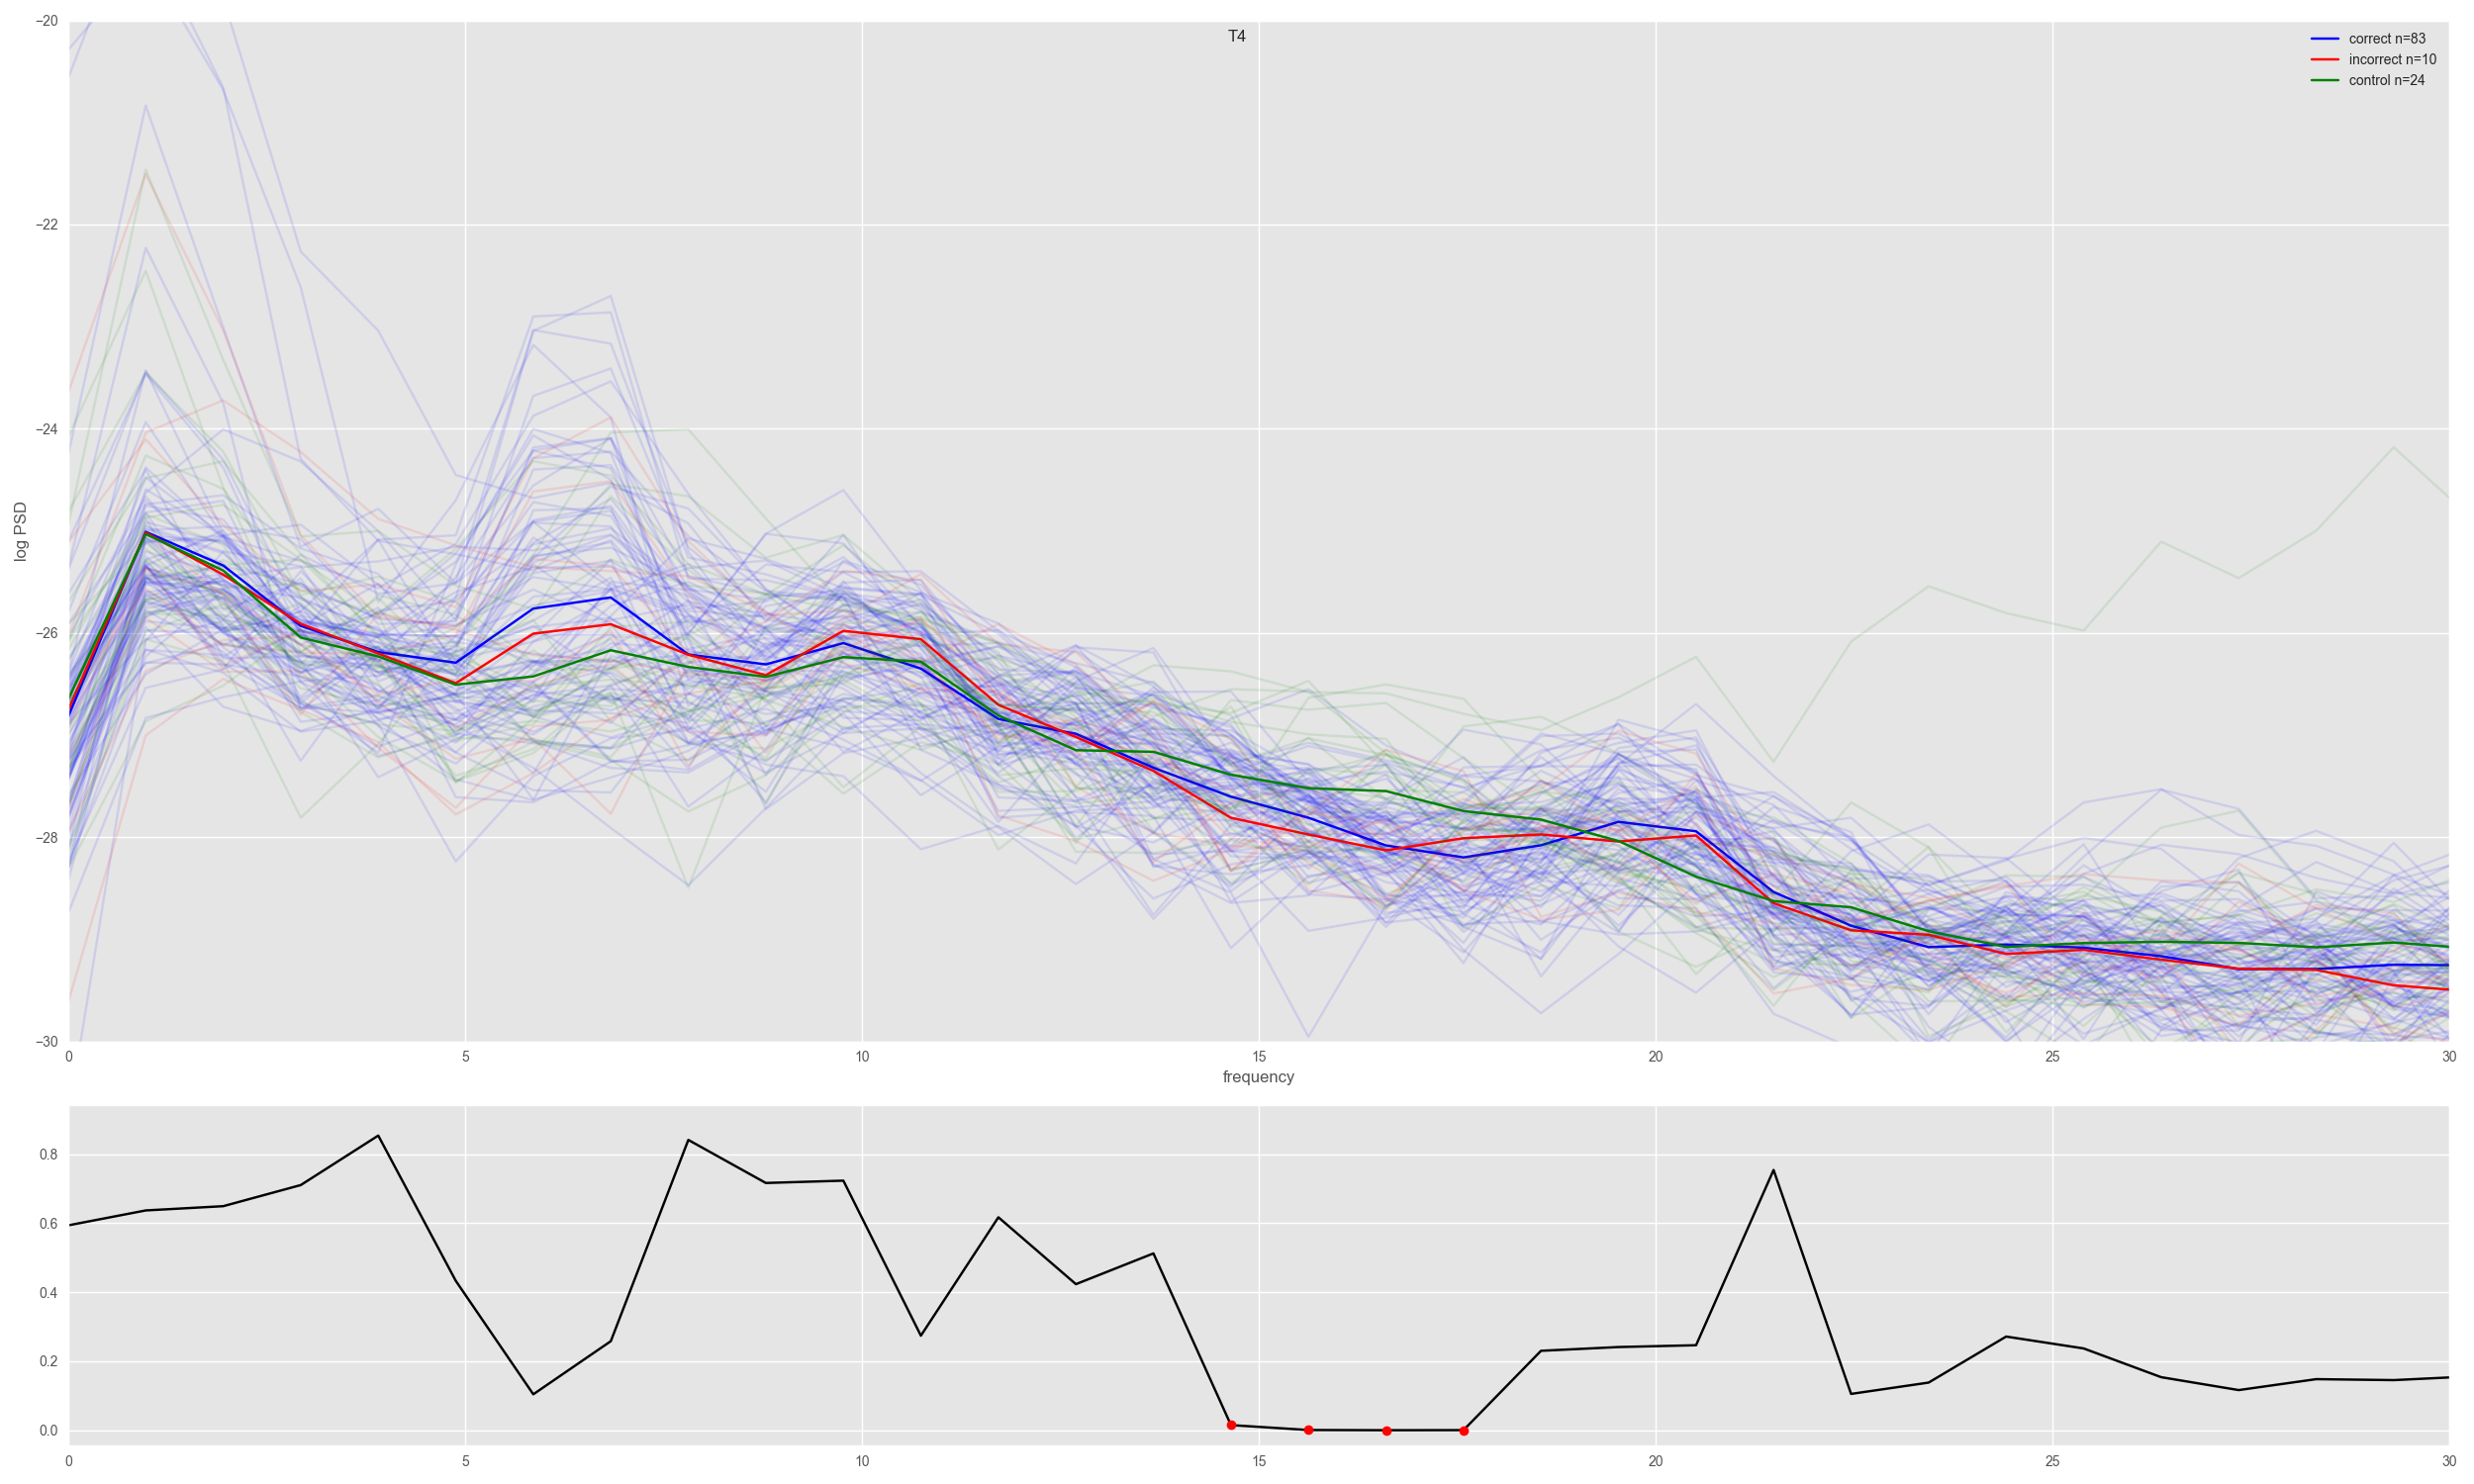 T4
correct n=83
incorrect n=10
control n=24
−20
−22
−24
−26
−28
−30
log PSD
0 5 10 15 20 25 30
frequency
0.8
0.6
0.4
0.2
0.0
0 5 10 15 20 25 30